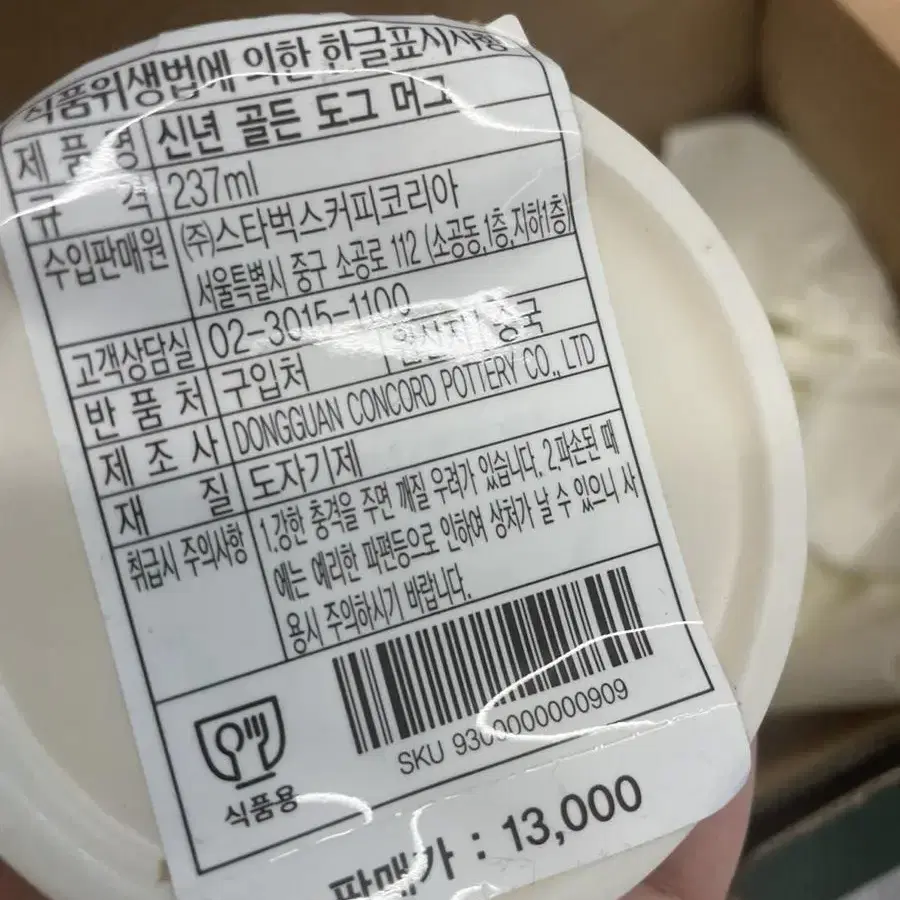 식품위생법에 의한 한글표시사항
제 품 명 신년 골든 도그 머그
규 격 237ml
수입판매원 (주)스타벅스커피코리아
서울특별시 중구 소공로 112 (소공동,1층,지하1층)
고객상담실 02-3015-1100
반 품 처 구입처 원산지 중국
제 조 사 DONGGUAN CONCORD POTTERY CO., LTD
재 질 도자기제
취급시 주의사항 1.강한 충격을 주면 깨질 우려가 있습니다. 2.파손된 때
에는 예리한 파편등으로 인하여 상처가 날 수 있으니 사
용시 주의하시기 바랍니다.
식품용
SKU 9300000000909
판매가 : 13,000